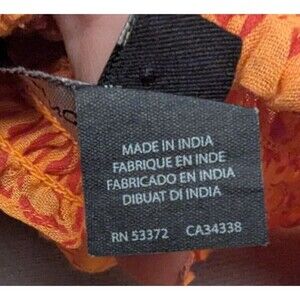 MADE IN INDIA
FABRIQUE EN INDE
FABRICADO EN INDIA
DIBUAT DI INDIA
RN 53372 CA34338